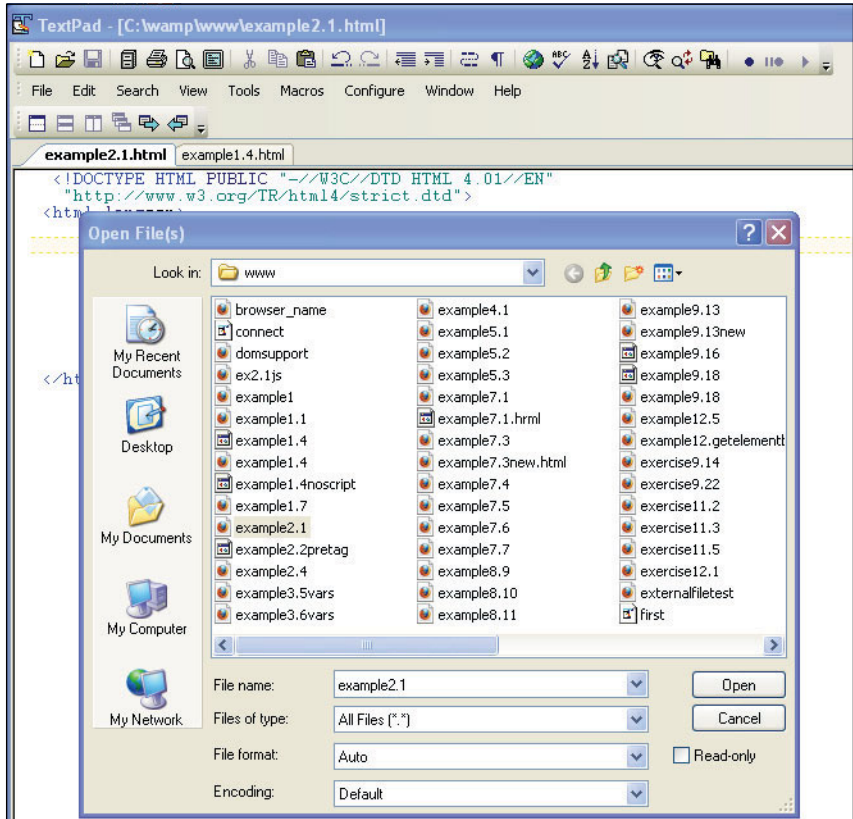 TextPad - [C:\wamp\www\example2.1.html]
File Edit Search View Tools Macros Configure Window Help
example2.1.html example1.4.html
<!DOCTYPE HTML PUBLIC "-//W3C//DTD HTML 4.01//EN"
"http://www.w3.org/TR/html4/strict.dtd">
<html
Open File(s)
Look in: www
My Recent Documents
Desktop
My Documents
My Computer
My Network
browser_name
connect
domsupport
ex2.1js
example1
example1.1
example1.4
example1.4
example1.4noscript
example1.7
example2.1
example2.2pretag
example2.4
example3.5vars
example3.6vars
example4.1
example5.1
example5.2
example5.3
example7.1
example7.1.hrml
example7.3
example7.3new.html
example7.4
example7.5
example7.6
example7.7
example8.9
example8.10
example8.11
example9.13
example9.13new
example9.16
example9.18
example9.18
example12.5
example12.getelementt
exercise9.14
exercise9.22
exercise11.2
exercise11.3
exercise11.5
exercise12.1
externalfiletest
first
</ht
File name: example2.1 Open
Files of type: All Files (*.*) Cancel
File format: Auto Read-only
Encoding: Default